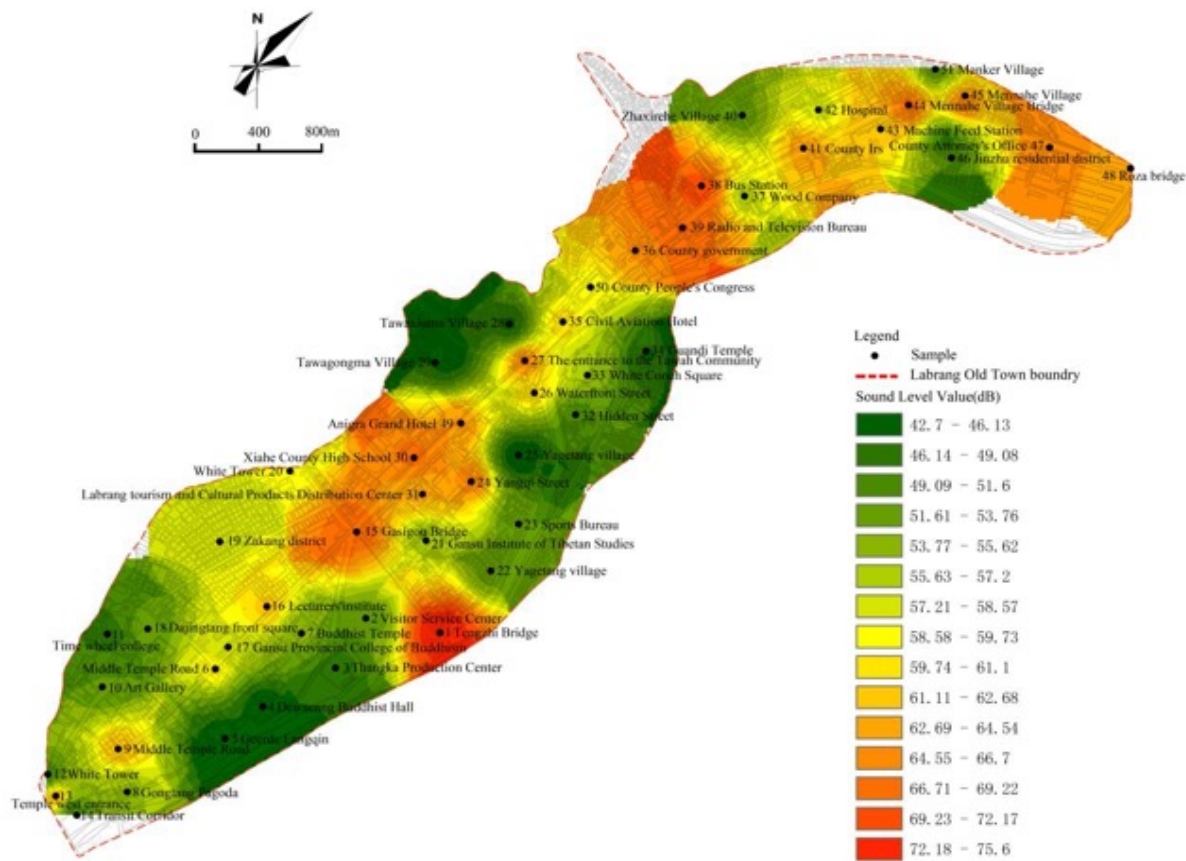 N
0 400 800m
51 Manker Village
45 Mennahe Village
44 Mennahe Village Bridge
Zhaxirehe Village 40
42 Hospital
43 Machine Feed Station
41 County Irs
County Attorney's Office 47
46 Jinzhu residential district
48 Roza bridge
38 Bus Station
37 Wood Company
39 Radio and Television Bureau
36 County government
50 County People's Congress
Village 28
35 Civil Aviation Hotel
34 Guandi Temple
Tawagongma Village 29
27 The entrance to the Community
33 White Conch Square
26 Waterfront Street
32 Hidden Street
Anigra Grand Hotel 49
25 Yagetang village
Xiahe County High School 30
White Tower 20
24 Yangqi Street
Labrang tourism and Cultural Products Distribution Center 31
23 Sports Bureau
15 Gasigou Bridge
21 Gansu Institute of Tibetan Studies
19 Zakang district
22 Yagetang village
16 Lecturers'institute
2 Visitor Service Center
18 Dajingtang front square
7 Buddhist Temple
1 Tengzhi Bridge
11
Time wheel college
17 Gansu Provincial College of Buddhism
Middle Temple Road 6
3 Thangka Production Center
10 Art Gallery
4 Dewaceng Buddhist Hall
5 Langqin
9 Middle Temple Road
12 White Tower
13
8 Gongtang Pagoda
Temple west entrance
14 Transit Corridor
Legend
Sample
Labrang Old Town boundry
Sound Level Value(dB)
42.7 - 46.13
46.14 - 49.08
49.09 - 51.6
51.61 - 53.76
53.77 - 55.62
55.63 - 57.2
57.21 - 58.57
58.58 - 59.73
59.74 - 61.1
61.11 - 62.68
62.69 - 64.54
64.55 - 66.7
66.71 - 69.22
69.23 - 72.17
72.18 - 75.6